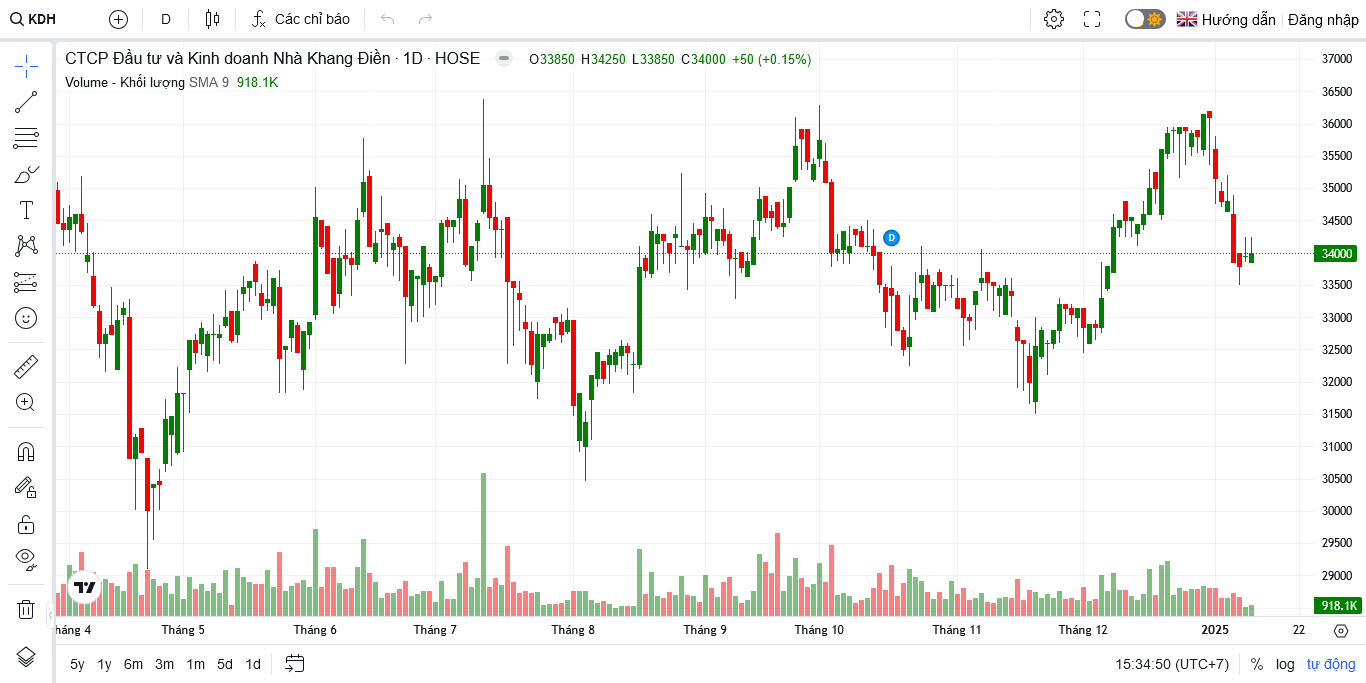 KDH D Các chỉ báo Hướng dẫn Đăng nhập
CTCP Đầu tư và Kinh doanh Nhà Khang Điền · 1D · HOSE O33850 H34250 L33850 C34000 +50 (+0.15%)
Volume - Khối lượng SMA 9 918.1K
37000
36500
36000
35500
35000
34500
D
34000
33500
33000
32500
32000
31500
31000
30500
30000
29500
29000
918.1K
háng 4 Tháng 5 Tháng 6 Tháng 7 Tháng 8 Tháng 9 Tháng 10 Tháng 11 Tháng 12 2025 22
5y 1y 6m 3m 1m 5d 1d 15:34:50 (UTC+7) % log tự động